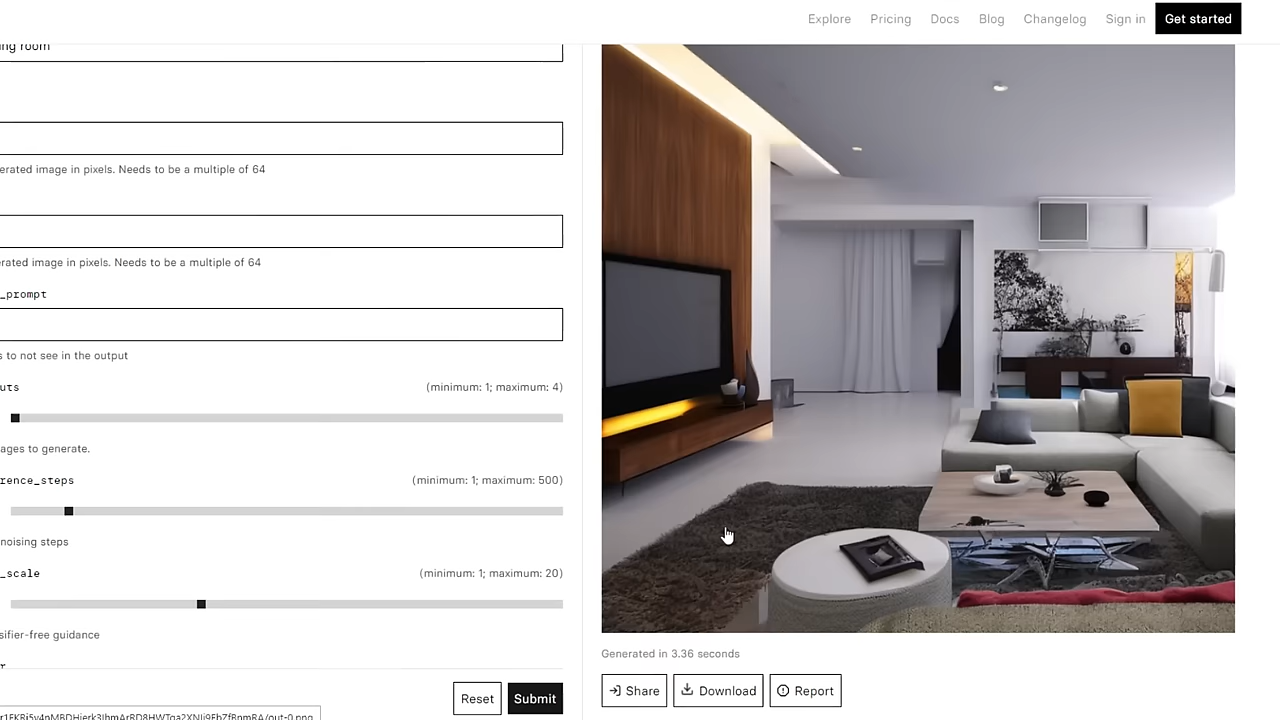 Explore Pricing Docs Blog Changelog Sign in Get started
ng room
erated image in pixels. Needs to be a multiple of 64
erated image in pixels. Needs to be a multiple of 64
_prompt
s to not see in the output
uts (minimum: 1; maximum: 4)
ages to generate.
rence_steps (minimum: 1; maximum: 500)
noising steps
_scale (minimum: 1; maximum: 20)
sifier-free guidance
r
Reset Submit
Generated in 3.36 seconds
Share Download Report